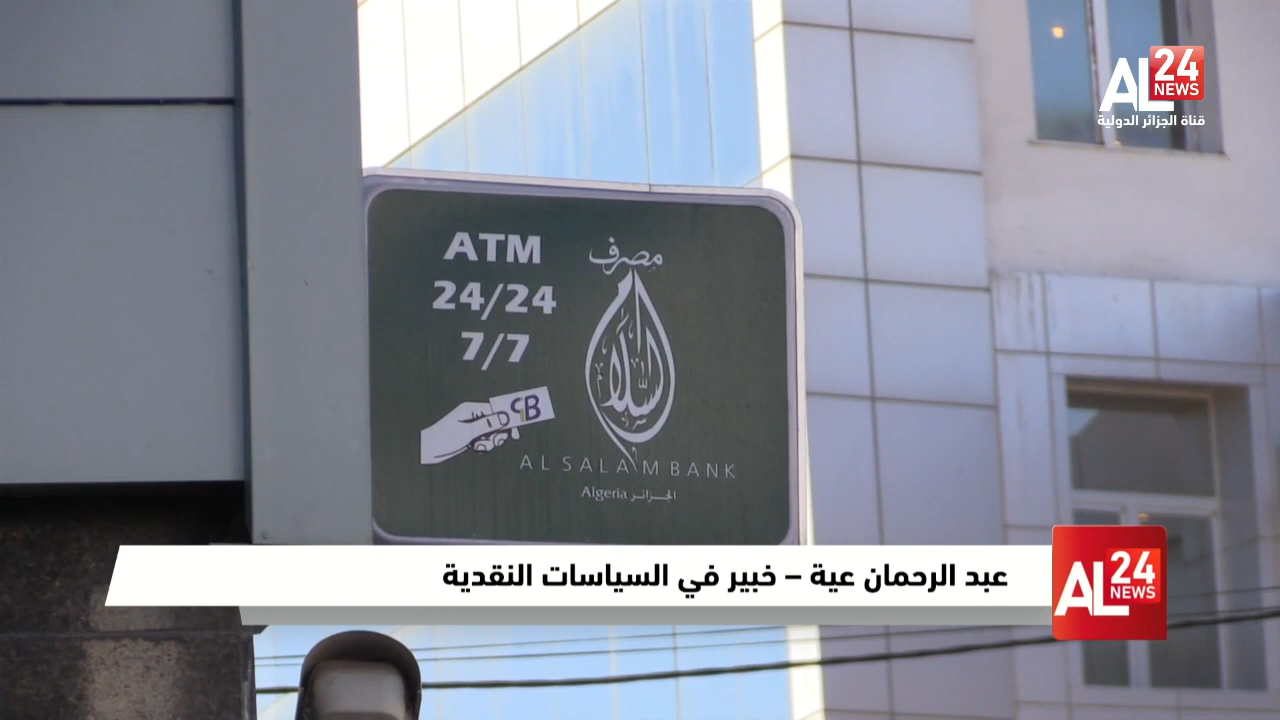 AL 24 NEWS
قناة الجزائر الدولية
ATM
24/24
7/7
CB
مصرف
السلام
AL SALAM BANK
Algeria الجزائر
عبد الرحمان عية – خبير في السياسات النقدية
AL 24 NEWS